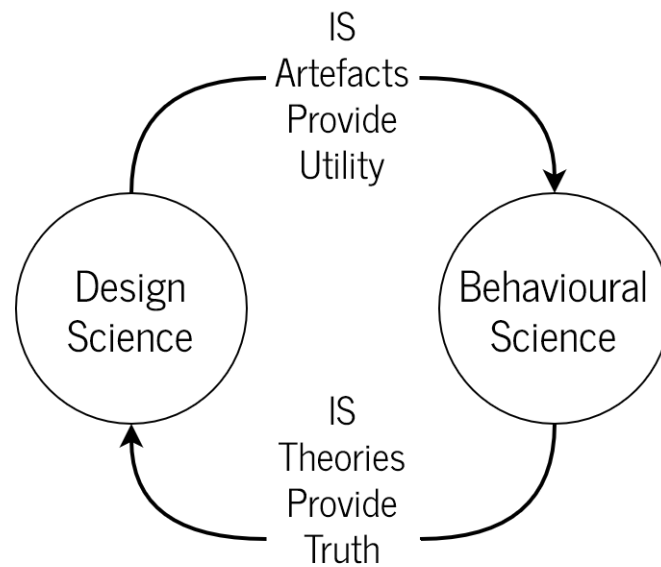 IS
Artefacts
Provide
Utility
Design
Science
Behavioural
Science
IS
Theories
Provide
Truth